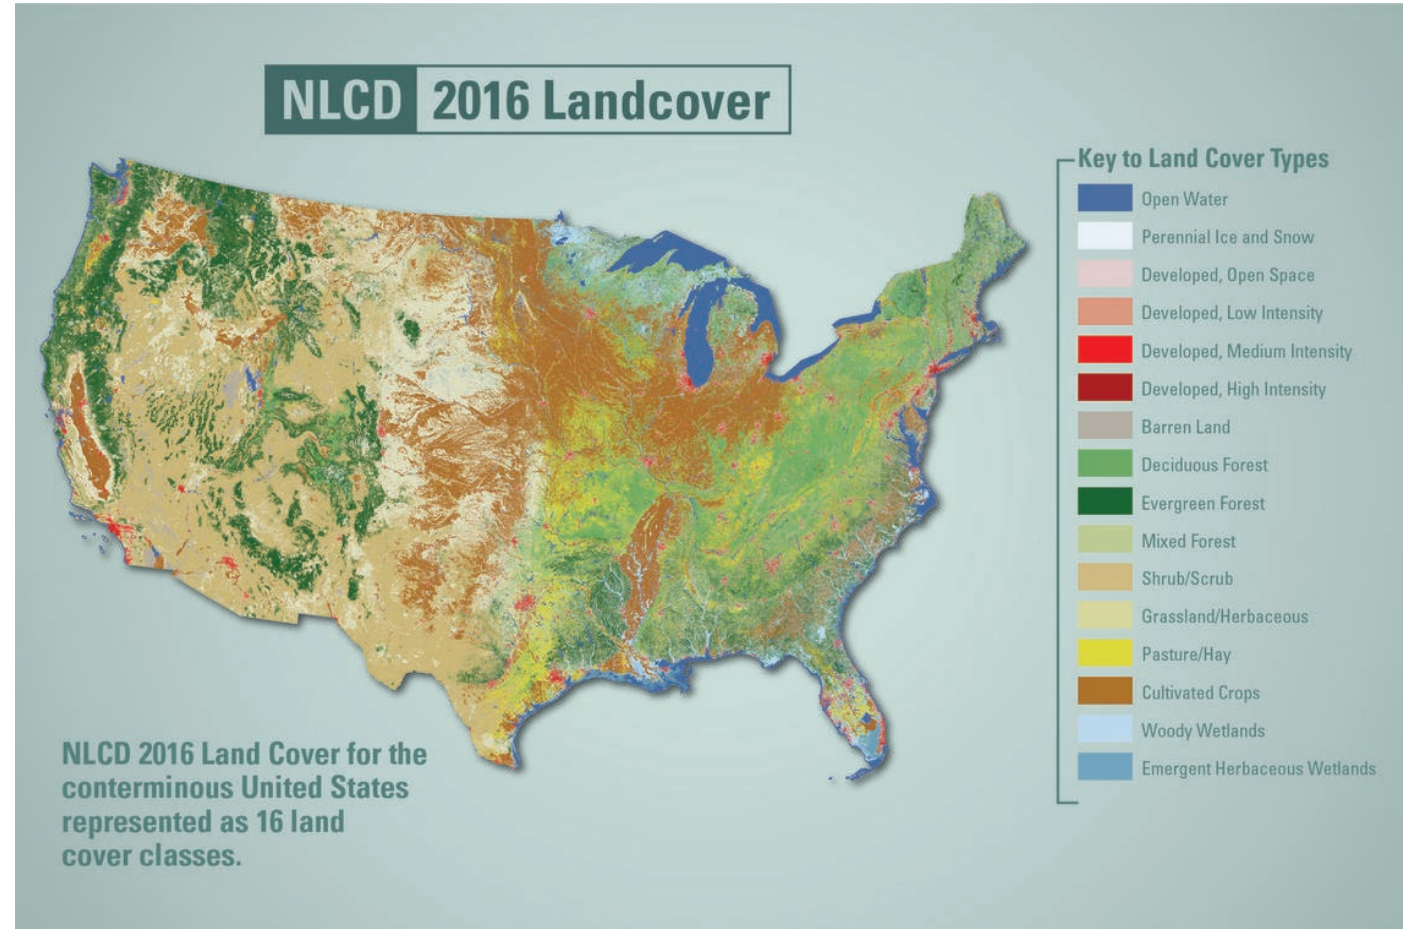 NLCD 2016 Landcover
Key to Land Cover Types
Open Water
Perennial Ice and Snow
Developed, Open Space
Developed, Low Intensity
Developed, Medium Intensity
Developed, High Intensity
Barren Land
Deciduous Forest
Evergreen Forest
Mixed Forest
Shrub/Scrub
Grassland/Herbaceous
Pasture/Hay
Cultivated Crops
Woody Wetlands
Emergent Herbaceous Wetlands
NLCD 2016 Land Cover for the
conterminous United States
represented as 16 land
cover classes.